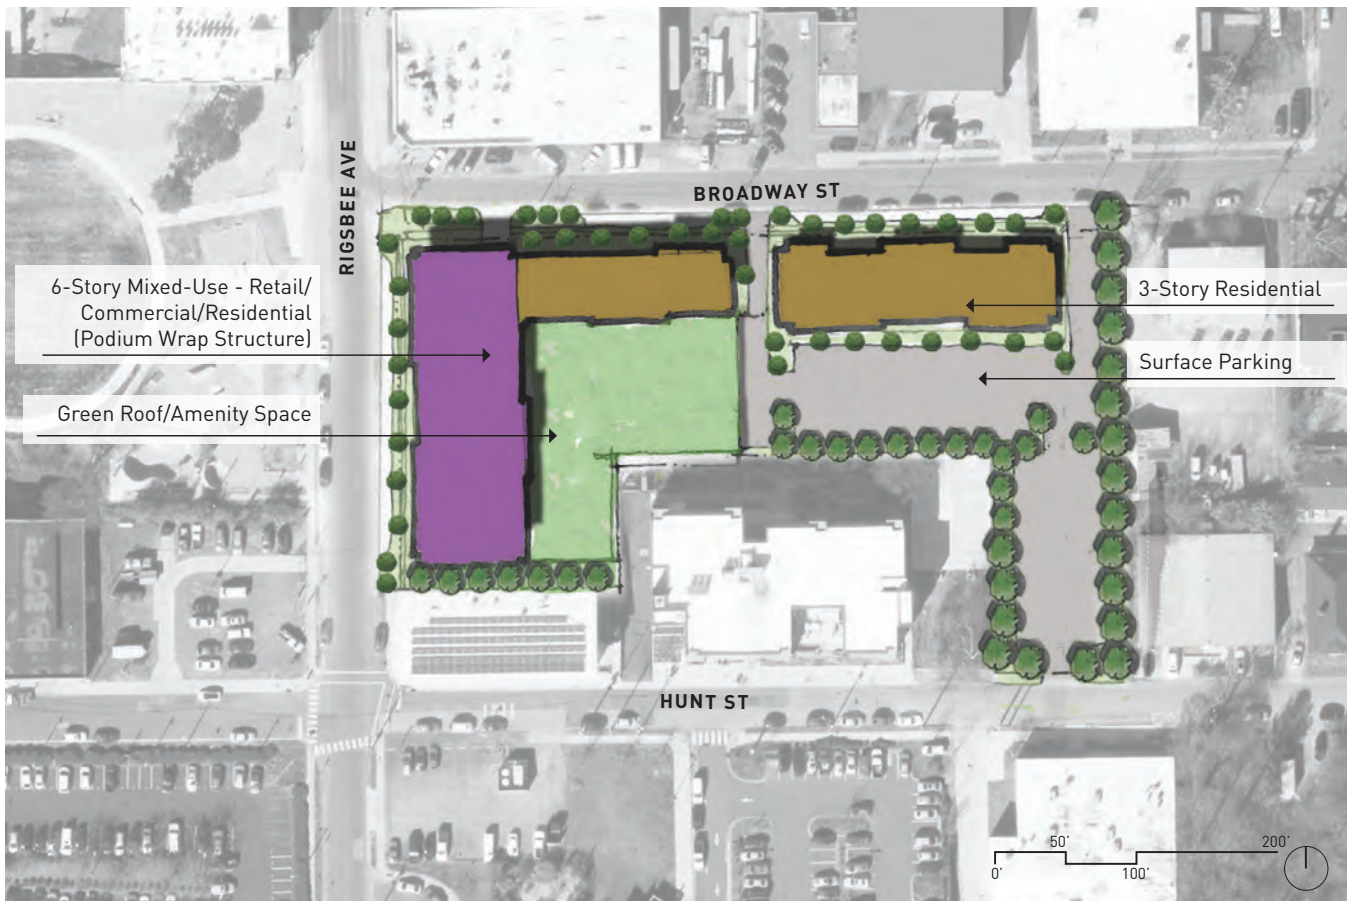 RIGSBEE AVE
BROADWAY ST
6-Story Mixed-Use - Retail/
Commercial/Residential
(Podium Wrap Structure)
Green Roof/Amenity Space
3-Story Residential
Surface Parking
HUNT ST
50'
200'
0'
100'